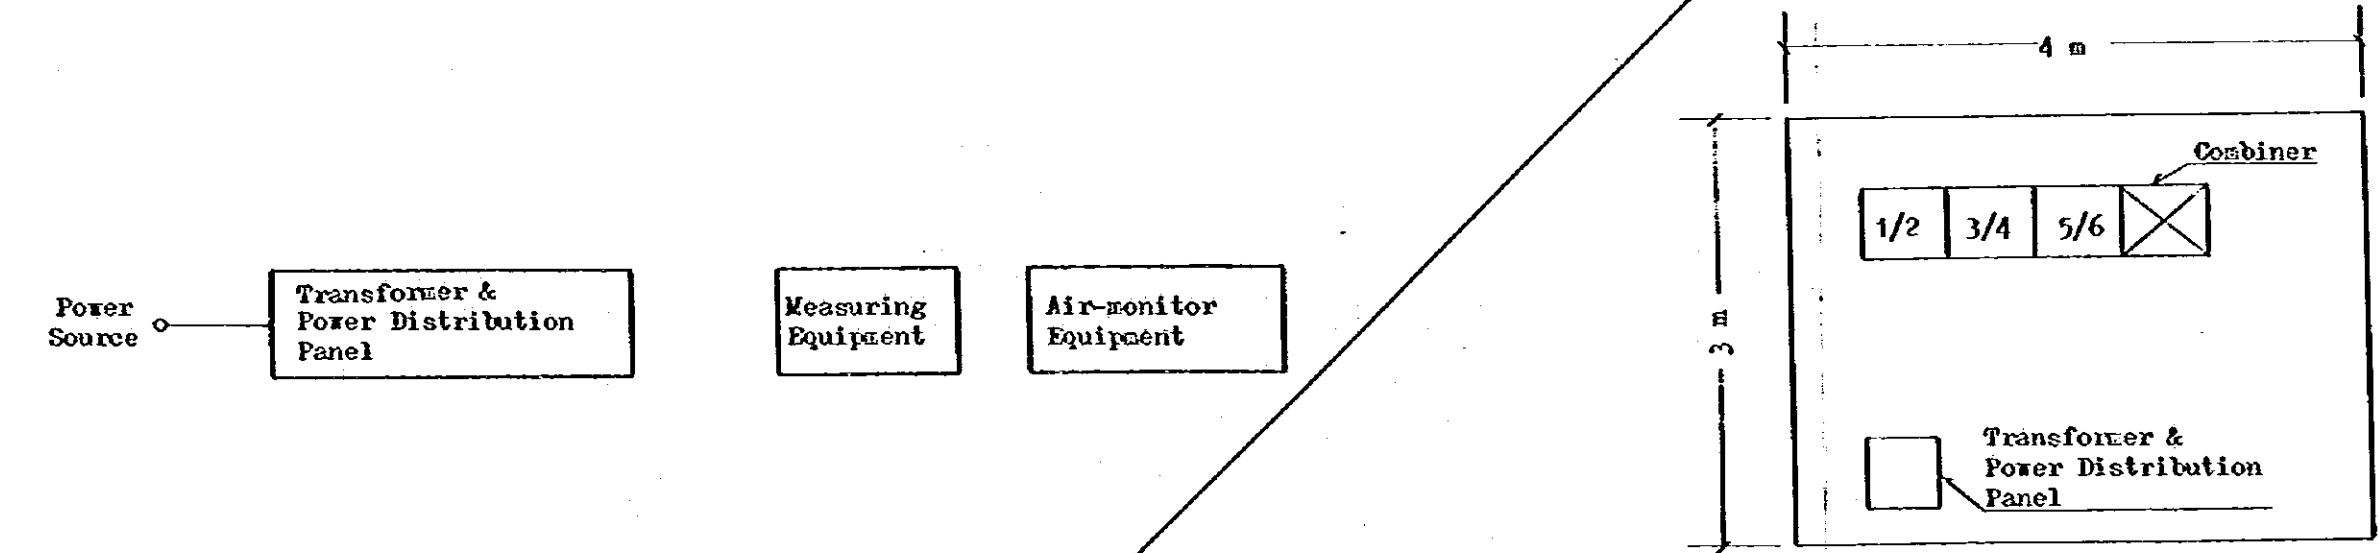 Power
Source
Transformer &
Power Distribution
Panel
Measuring
Equipment
Air-monitor
Equipment
4 m
3 m
Combiner
1/2
3/4
5/6
Transformer &
Power Distribution
Panel